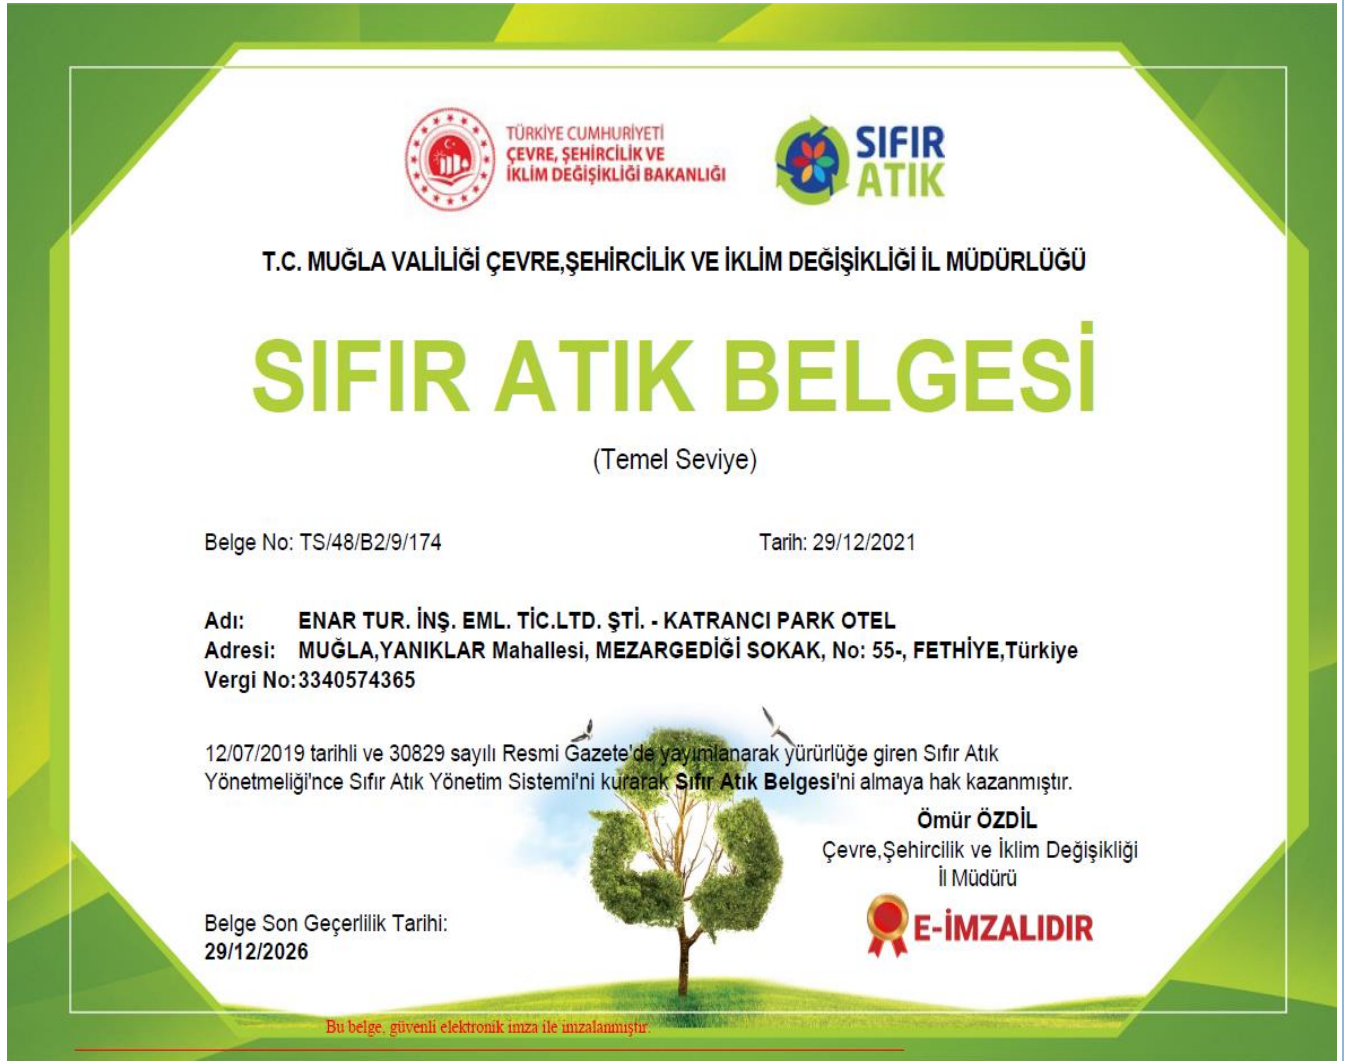 TÜRKİYE CUMHURİYETİ
ÇEVRE, ŞEHİRCİLİK VE
İKLİM DEĞİŞİKLİĞİ BAKANLIĞI
SIFIR
ATIK
T.C. MUĞLA VALİLİĞİ ÇEVRE,ŞEHİRCİLİK VE İKLİM DEĞİŞİKLİĞİ İL MÜDÜRLÜĞÜ
SIFIR ATIK BELGESİ
(Temel Seviye)
Belge No: TS/48/B2/9/174 Tarih: 29/12/2021
Adı: ENAR TUR. İNŞ. EML. TİC.LTD. ŞTİ. - KATRANCI PARK OTEL
Adresi: MUĞLA,YANIKLAR Mahallesi, MEZARGEDİĞİ SOKAK, No: 55-, FETHİYE,Türkiye
Vergi No:3340574365
12/07/2019 tarihli ve 30829 sayılı Resmi Gazete'de yayımlanarak yürürlüğe giren Sıfır Atık
Yönetmeliği'nce Sıfır Atık Yönetim Sistemi'ni kurarak Sıfır Atık Belgesi'ni almaya hak kazanmıştır.
Ömür ÖZDİL
Çevre,Şehircilik ve İklim Değişikliği
İl Müdürü
E-İMZALIDIR
Belge Son Geçerlilik Tarihi:
29/12/2026
Bu belge, güvenli elektronik imza ile imzalanmıştır.